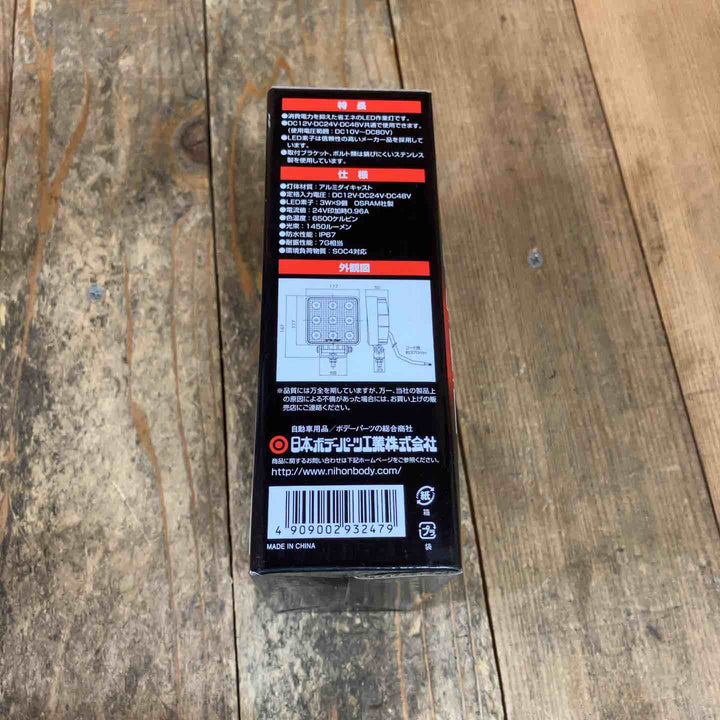 特長
●消費電力を抑えた省エネのLED作業灯です。
●DC12V・DC24V・DC48V共通で使用できます。
(使用電圧範囲：DC10V〜DC80V)
●LED素子は信頼性の高いメーカー品を採用して
います。
●取付ブラケット、ボルト類は錆びにくいステンレス
製を使用しています。
仕様
●灯体材質：アルミダイキャスト
●定格入力電圧：DC12V・DC24V・DC48V
●LED素子：3W×9個 OSRAM社製
●電流値：24V印加時0.96A
●色温度：6500ケルビン
●光束：1450ルーメン
●防水性能：IP67
●耐振性能：7G相当
●環境負荷物質：SOC4対応
外観図
117
50
147
117
コード長
約370mm
※品質には万全を期していますが、万一、当社の製品上
の原因による不備があった場合には、お買い上げの販
売店にご連絡ください。
自動車用品／ボデーパーツの総合商社
日本ボデーパーツ工業株式会社
商品に関するお問い合わせは下記ホームページをご参照ください。
http://www.nihonbody.com/
4 909002 932479
MADE IN CHINA
紙
箱
プラ
袋